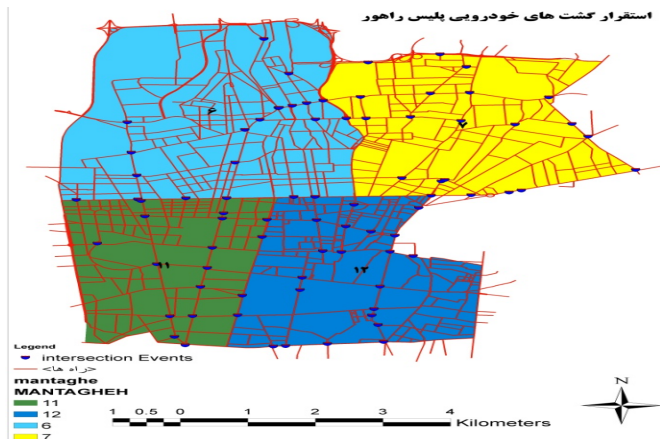 استقرار گشت های خودرویی پلیس راهور
۶
۷
۱۱
۱۲
N
Legend
intersection Events
<راه ها>
mantaghe
MANTAGHEH
11
12
6
7
1 0.5 0 1 2 3 4
Kilometers